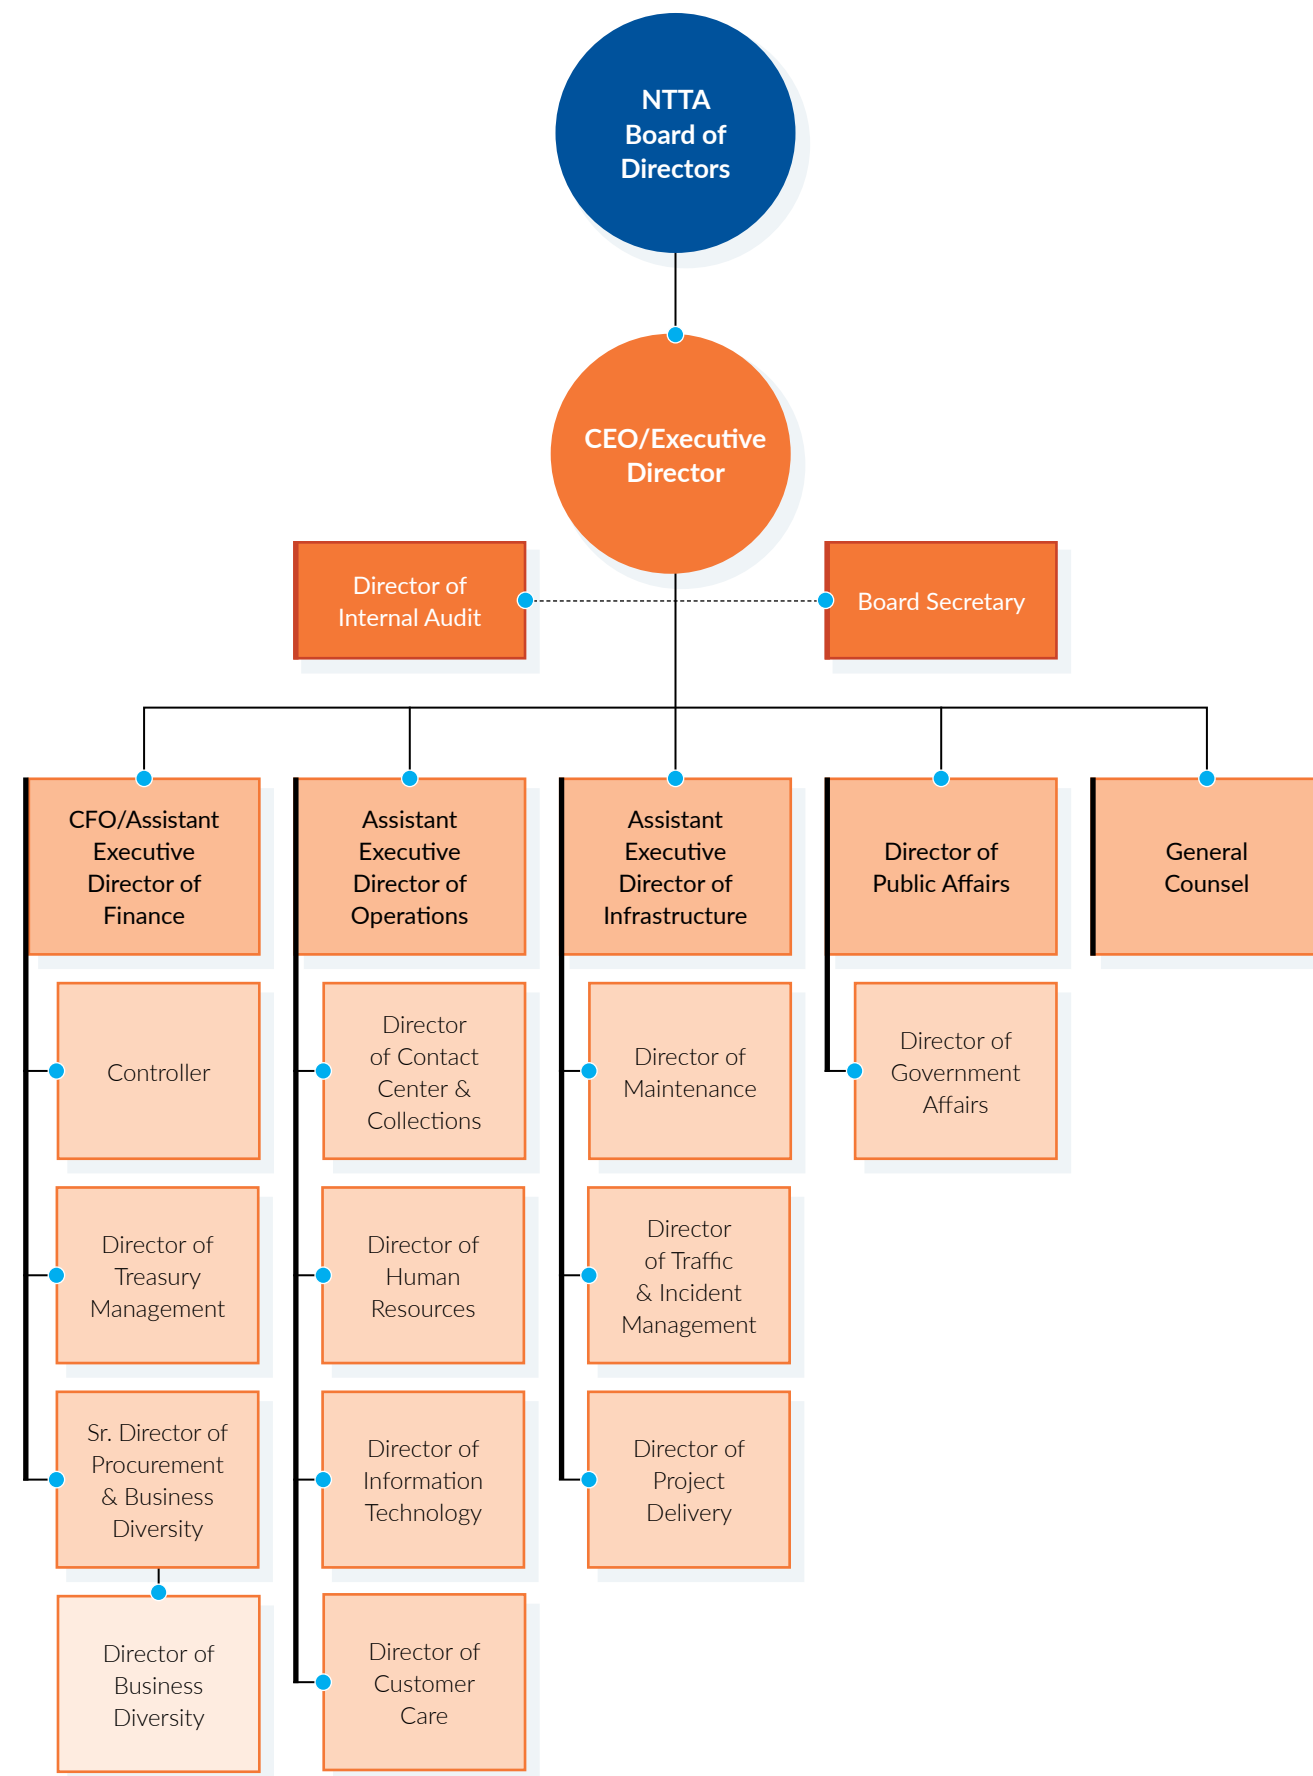 NTTA
Board of
Directors
CEO/Executive
Director
Director of
Internal Audit
Board Secretary
CFO/Assistant
Executive
Director of
Finance
Assistant
Executive
Director of
Operations
Assistant
Executive
Director of
Infrastructure
Director of
Public Affairs
General
Counsel
Controller
Director
of Contact
Center &
Collections
Director of
Maintenance
Director of
Government
Affairs
Director of
Treasury
Management
Director of
Human
Resources
Director
of Traffic
& Incident
Management
Sr. Director of
Procurement
& Business
Diversity
Director of
Information
Technology
Director of
Project
Delivery
Director of
Business
Diversity
Director of
Customer
Care